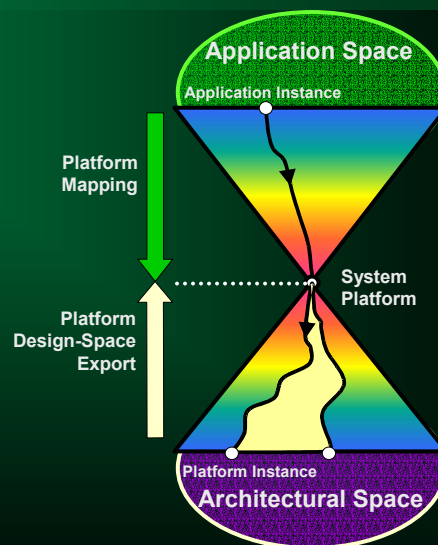 Application Space
Application Instance
Platform
Mapping
System
Platform
Platform
Design-Space
Export
Platform Instance
Architectural Space